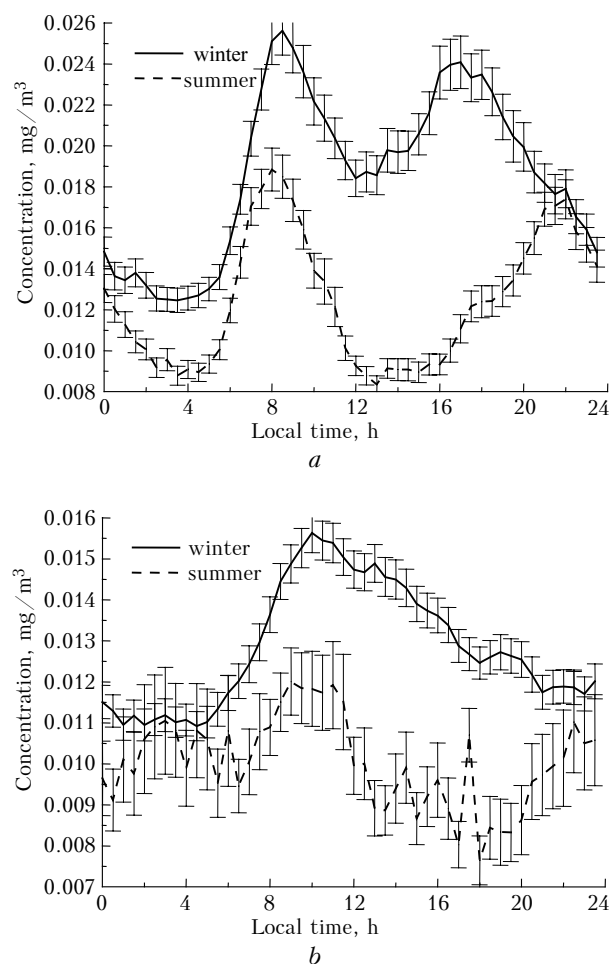 0.026
0.024
0.022
0.020
0.018
0.016
0.014
0.012
0.010
0.008
Concentration, mg/m³
winter
summer
0 4 8 12 16 20 24
Local time, h
a
0.016
0.015
0.014
0.013
0.012
0.011
0.010
0.009
0.008
0.007
Concentration, mg/m³
winter
summer
0 4 8 12 16 20 24
Local time, h
b